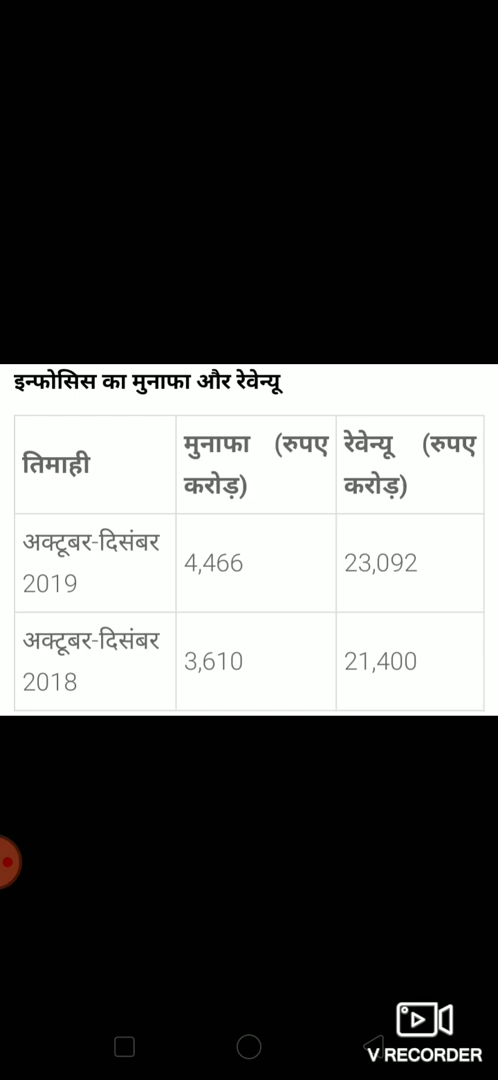 इन्फोसिस का मुनाफा और रेवेन्यू
तिमाही
मुनाफा (रुपए
करोड़)
रेवेन्यू (रुपए
करोड़)
अक्टूबर-दिसंबर
2019
4,466
23,092
अक्टूबर-दिसंबर
2018
3,610
21,400
V RECORDER